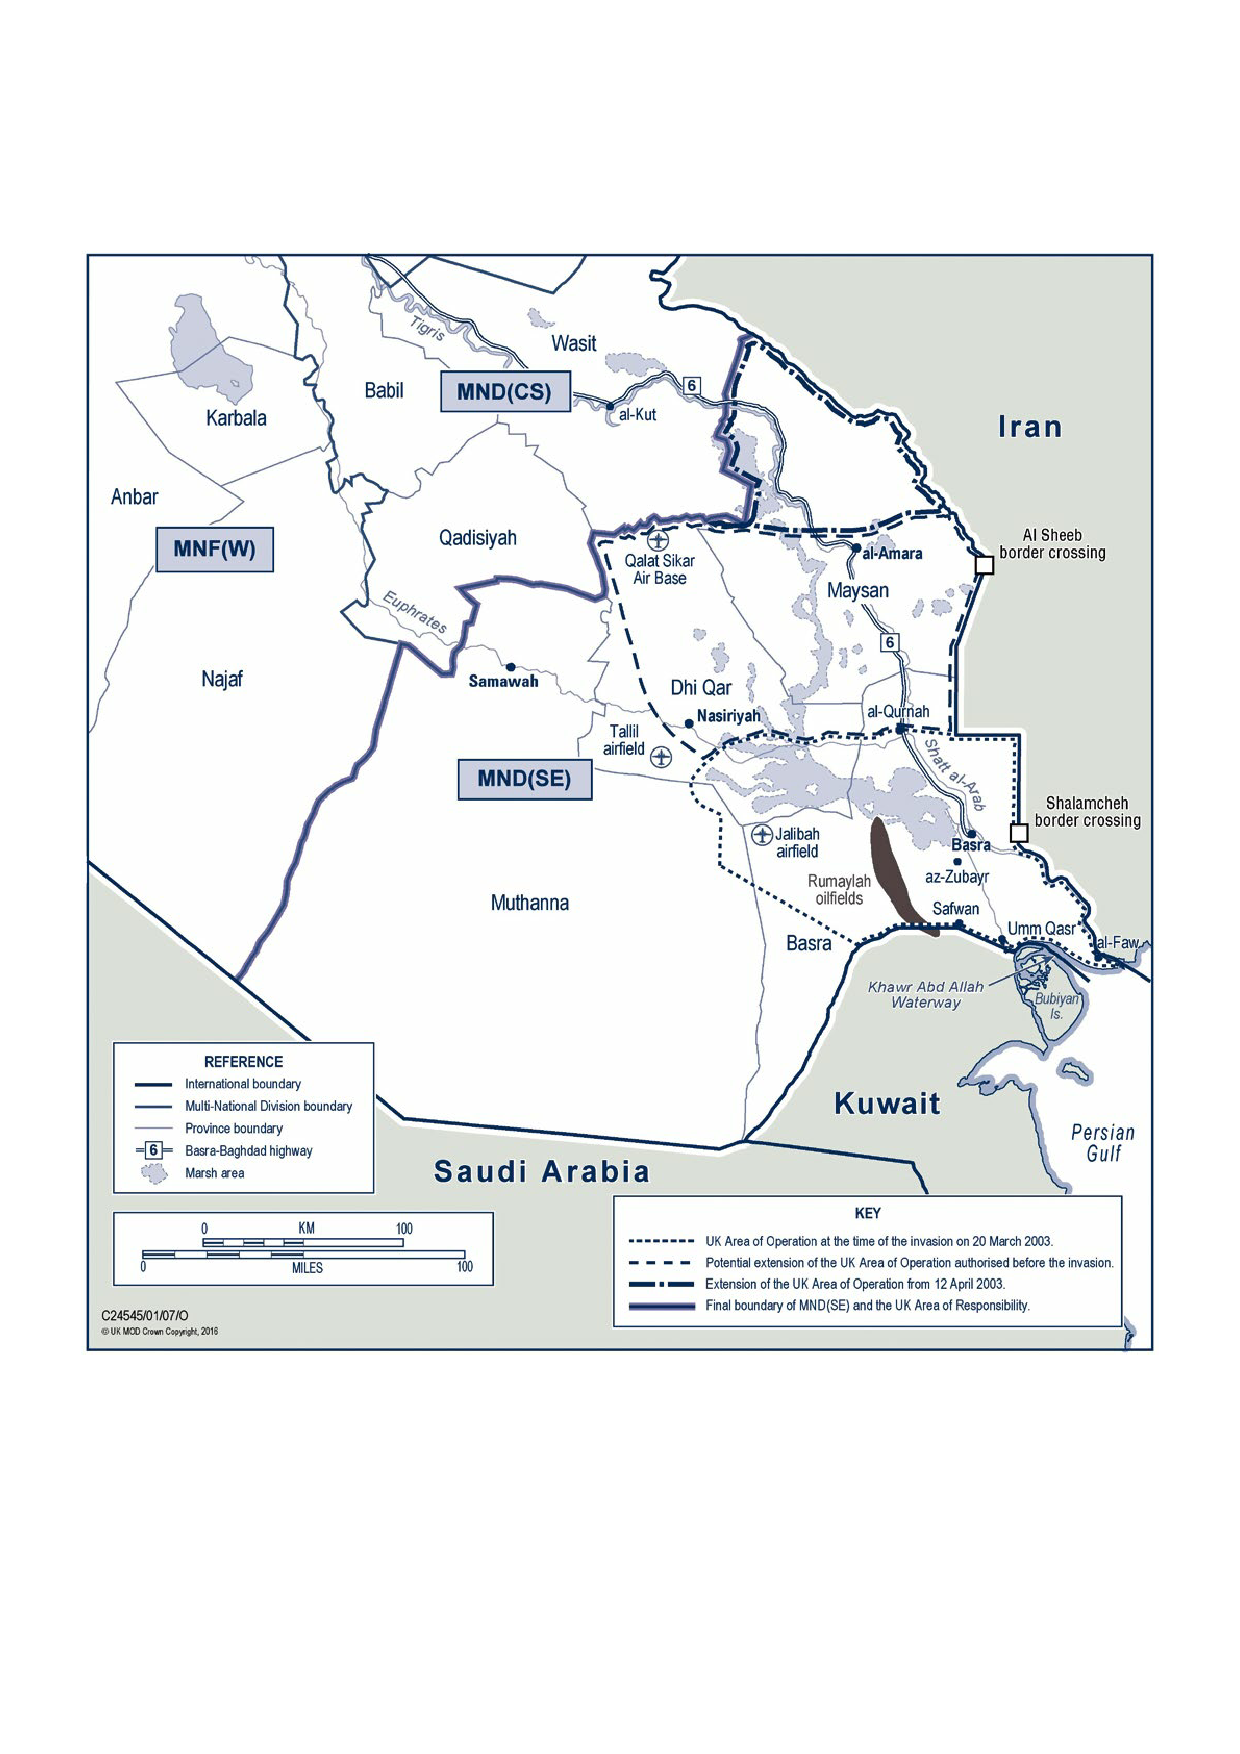 Tigris
Wasit
Babil
MND(CS)
6
al-Kut
Karbala
Iran
Anbar
MNF(W)
Qadisiyah
Qalat Sikar
Air Base
al-Amara
Al Sheeb
border crossing
Maysan
Euphrates
6
Najaf
Samawah
Dhi Qar
Nasiriyah
al-Qurnah
Tallil
airfield
MND(SE)
Shatt al-Arab
Shalamcheh
border crossing
Jalibah
airfield
Basra
az-Zubayr
Rumaylah
oilfields
Muthanna
Safwan
Umm Qasr
al-Faw
Basra
Khawr Abd Allah
Waterway
Bubiyan
Is.
Kuwait
Persian
Gulf
Saudi Arabia
REFERENCE
International boundary
Multi-National Division boundary
Province boundary
6 Basra-Baghdad highway
Marsh area
0 KM 100
0 MILES 100
KEY
UK Area of Operation at the time of the invasion on 20 March 2003.
Potential extension of the UK Area of Operation authorised before the invasion.
Extension of the UK Area of Operation from 12 April 2003.
Final boundary of MND(SE) and the UK Area of Responsibility.
C24545/01/07/O
© UK MOD Crown Copyright, 2016